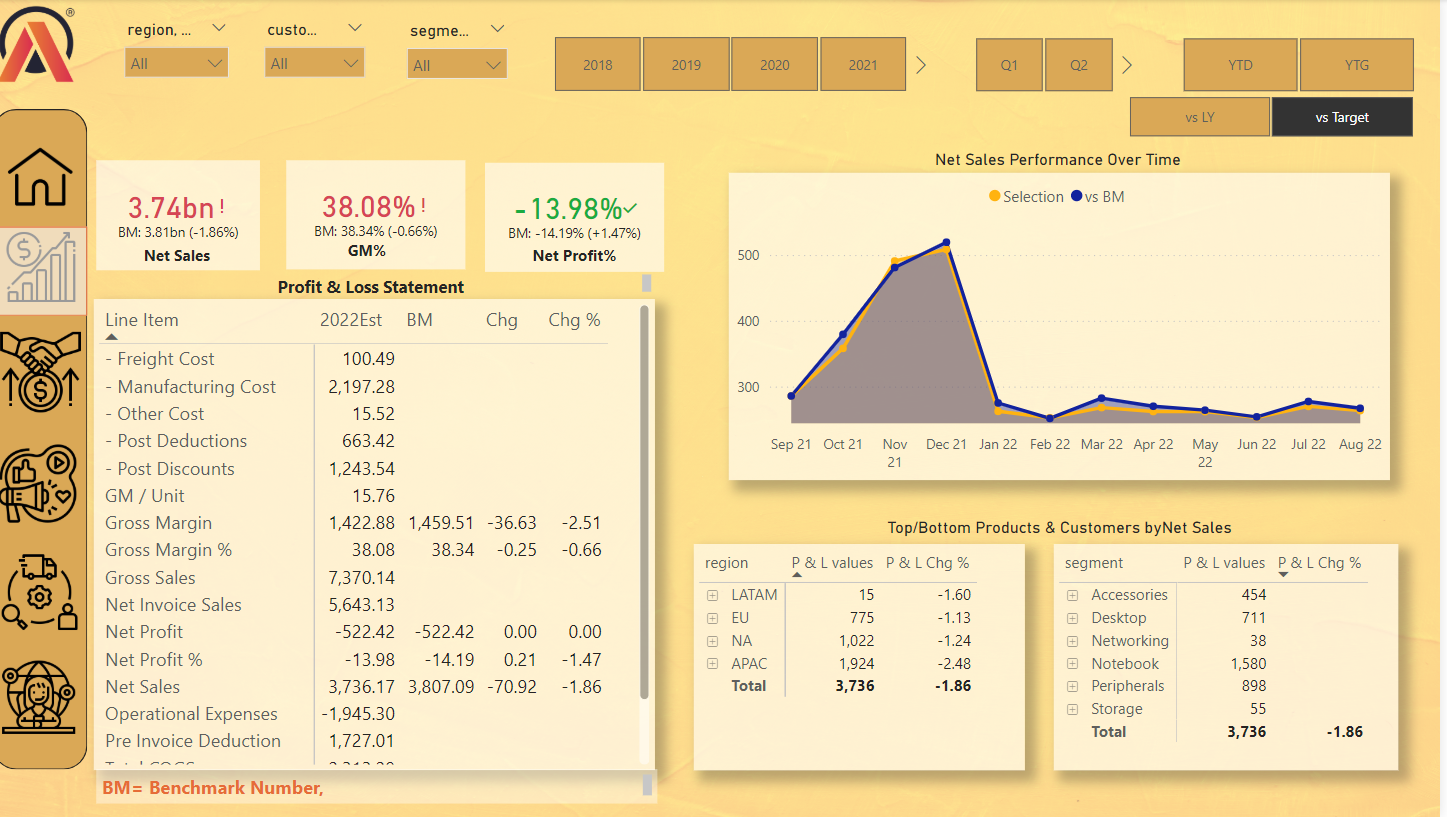 ®
region, ... custo... segme...
All All All
2018 2019 2020 2021 Q1 Q2 YTD YTG
vs LY vs Target
3.74bn!
BM: 3.81bn (-1.86%)
Net Sales
38.08%!
BM: 38.34% (-0.66%)
GM%
-13.98%✓
BM: -14.19% (+1.47%)
Net Profit%
Net Sales Performance Over Time
Selection vs BM
500
400
300
Sep 21 Oct 21 Nov 21 Dec 21 Jan 22 Feb 22 Mar 22 Apr 22 May 22 Jun 22 Jul 22 Aug 22
Profit & Loss Statement
Line Item 2022Est BM Chg Chg %
- Freight Cost 100.49
- Manufacturing Cost 2,197.28
- Other Cost 15.52
- Post Deductions 663.42
- Post Discounts 1,243.54
GM / Unit 15.76
Gross Margin 1,422.88 1,459.51 -36.63 -2.51
Gross Margin % 38.08 38.34 -0.25 -0.66
Gross Sales 7,370.14
Net Invoice Sales 5,643.13
Net Profit -522.42 -522.42 0.00 0.00
Net Profit % -13.98 -14.19 0.21 -1.47
Net Sales 3,736.17 3,807.09 -70.92 -1.86
Operational Expenses -1,945.30
Pre Invoice Deduction 1,727.01
BM= Benchmark Number,
Top/Bottom Products & Customers byNet Sales
region P & L values P & L Chg %
LATAM 15 -1.60
EU 775 -1.13
NA 1,022 -1.24
APAC 1,924 -2.48
Total 3,736 -1.86
segment P & L values P & L Chg %
Accessories 454
Desktop 711
Networking 38
Notebook 1,580
Peripherals 898
Storage 55
Total 3,736 -1.86